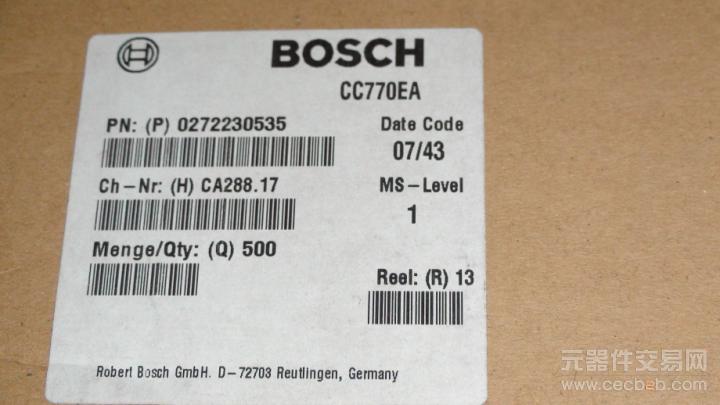 BOSCH
CC770EA
PN: (P) 0272230535
Date Code
07/43
Ch-Nr: (H) CA288.17
MS-Level
1
Menge/Qty: (Q) 500
Reel: (R) 13
Robert Bosch GmbH. D-72703 Reutlingen, Germany
元器件交易网
www.cecb2b.com